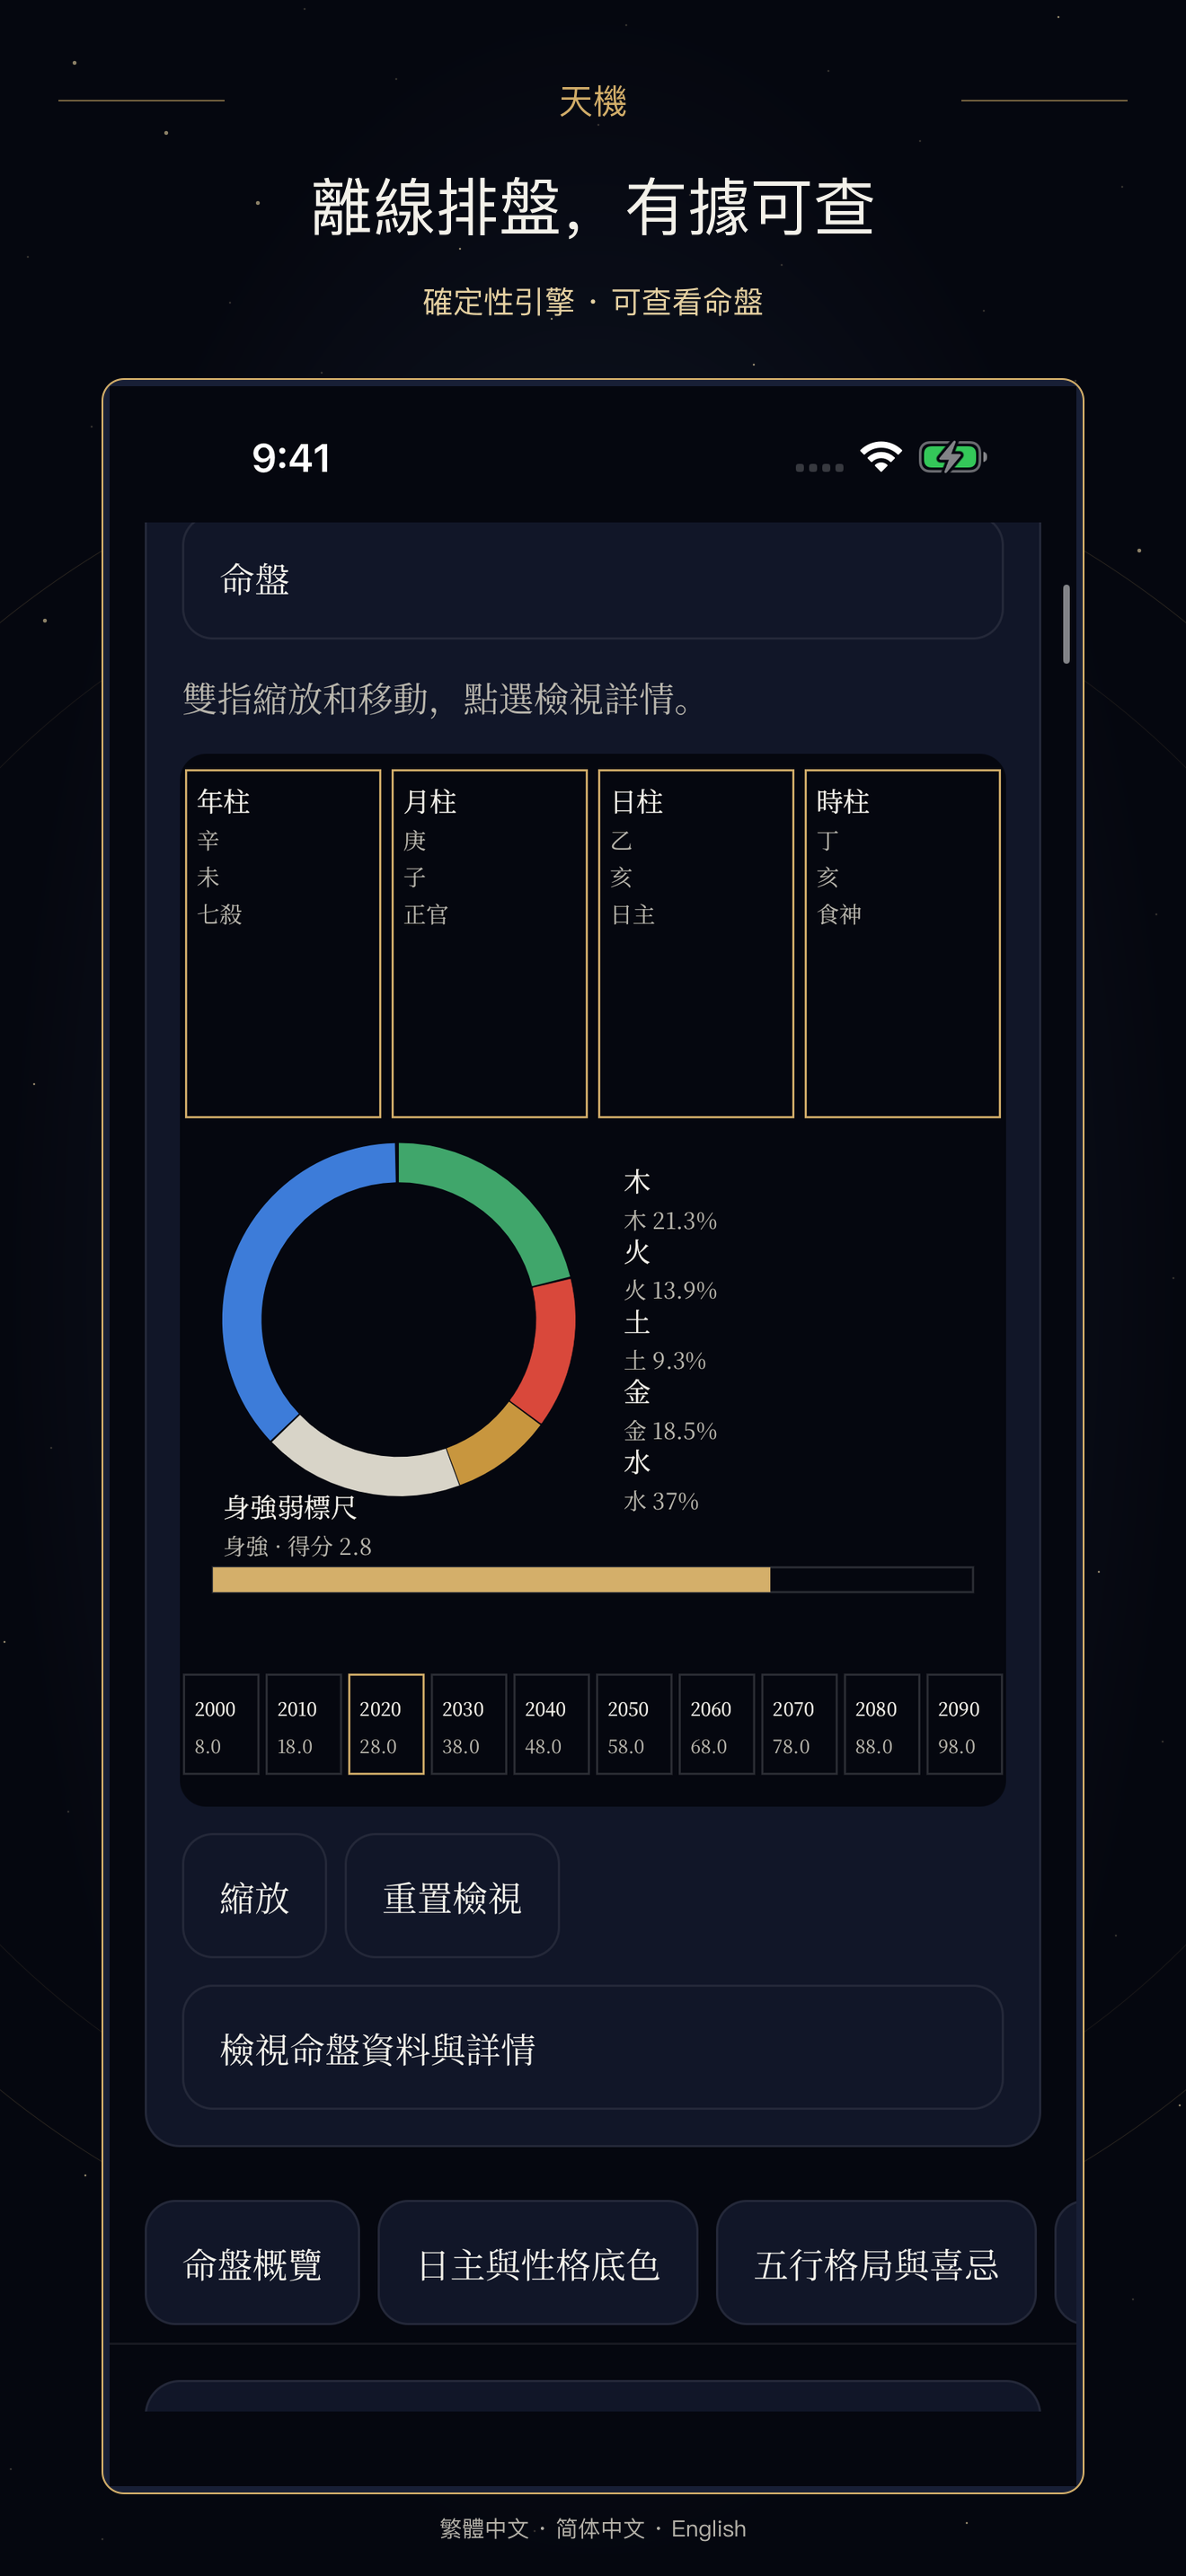 天機
離線排盤，有據可查
確定性引擎 · 可查看命盤
9:41
命盤
雙指縮放和移動，點選檢視詳情。
年柱 月柱 日柱 時柱
辛 庚 乙 丁
未 子 亥 亥
七殺 正官 日主 食神
木
木 21.3%
火
火 13.9%
土
土 9.3%
金
金 18.5%
水
水 37%
身強弱標尺
身強 · 得分 2.8
2000 2010 2020 2030 2040 2050 2060 2070 2080 2090
8.0 18.0 28.0 38.0 48.0 58.0 68.0 78.0 88.0 98.0
縮放 重置檢視
檢視命盤資料與詳情
命盤概覽 日主與性格底色 五行格局與喜忌
繁體中文 · 简体中文 · English